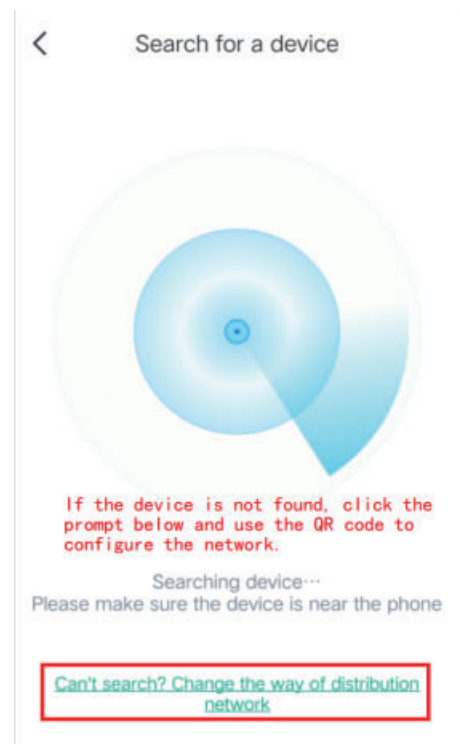 Search for a device
If the device is not found, click the
prompt below and use the QR code to
configure the network.
Searching device···
Please make sure the device is near the phone
Can't search? Change the way of distribution
network